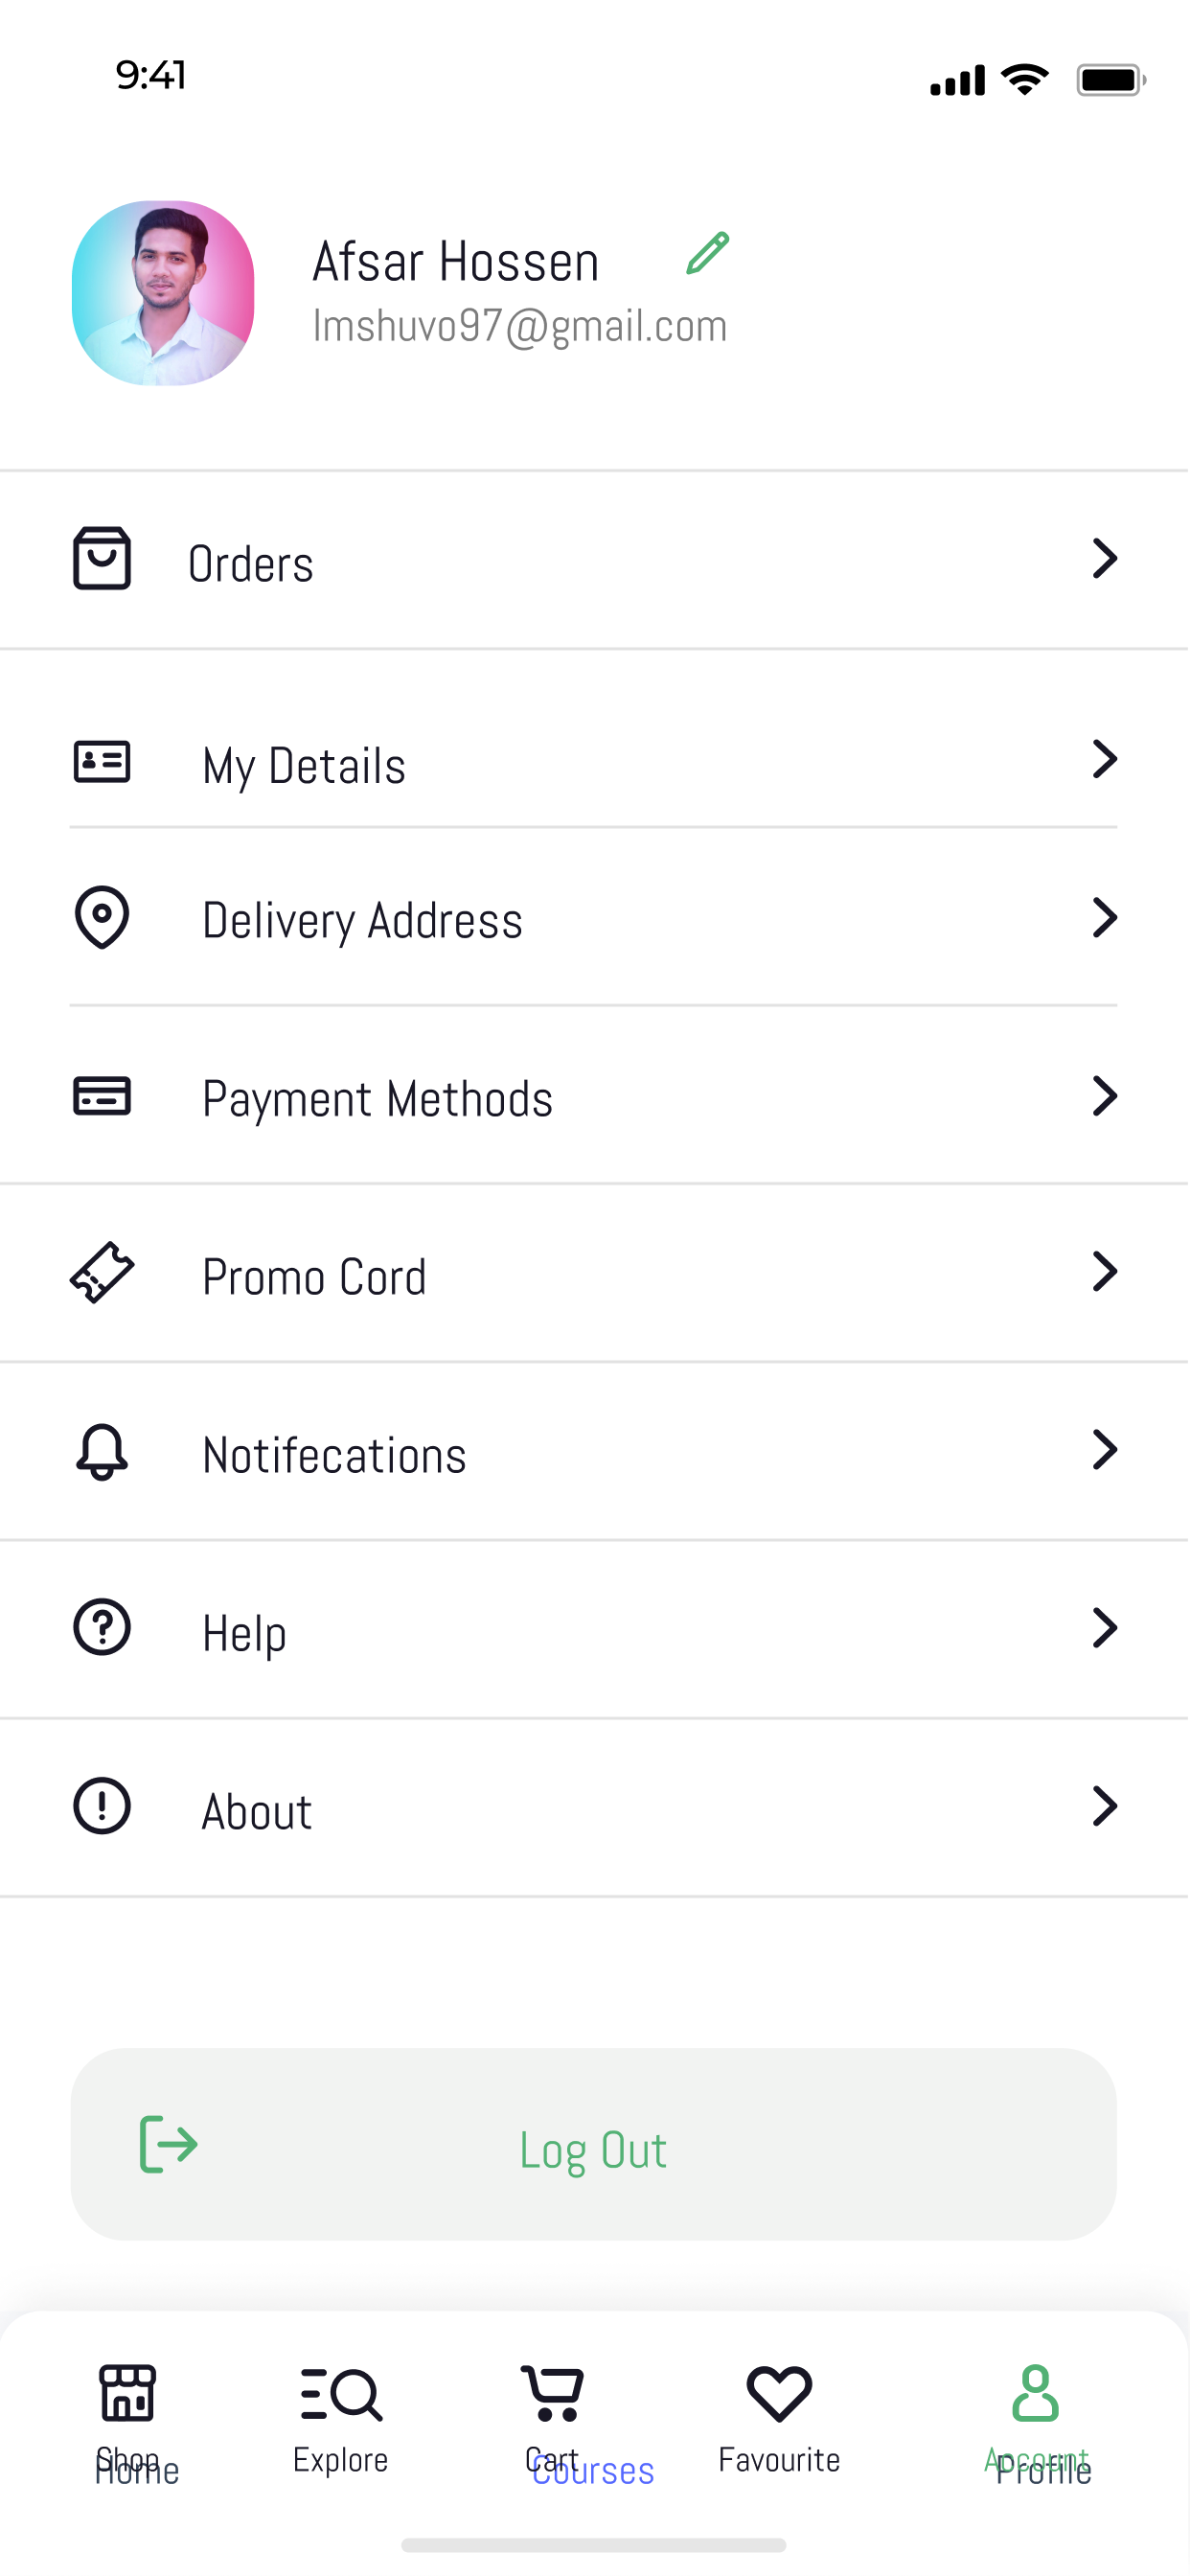 9:41
Afsar Hossen
Imshuvo97@gmail.com
Orders
My Details
Delivery Address
Payment Methods
Promo Cord
Notifecations
Help
About
Log Out
Shop Explore Cart Favourite Account
Home Courses Profile